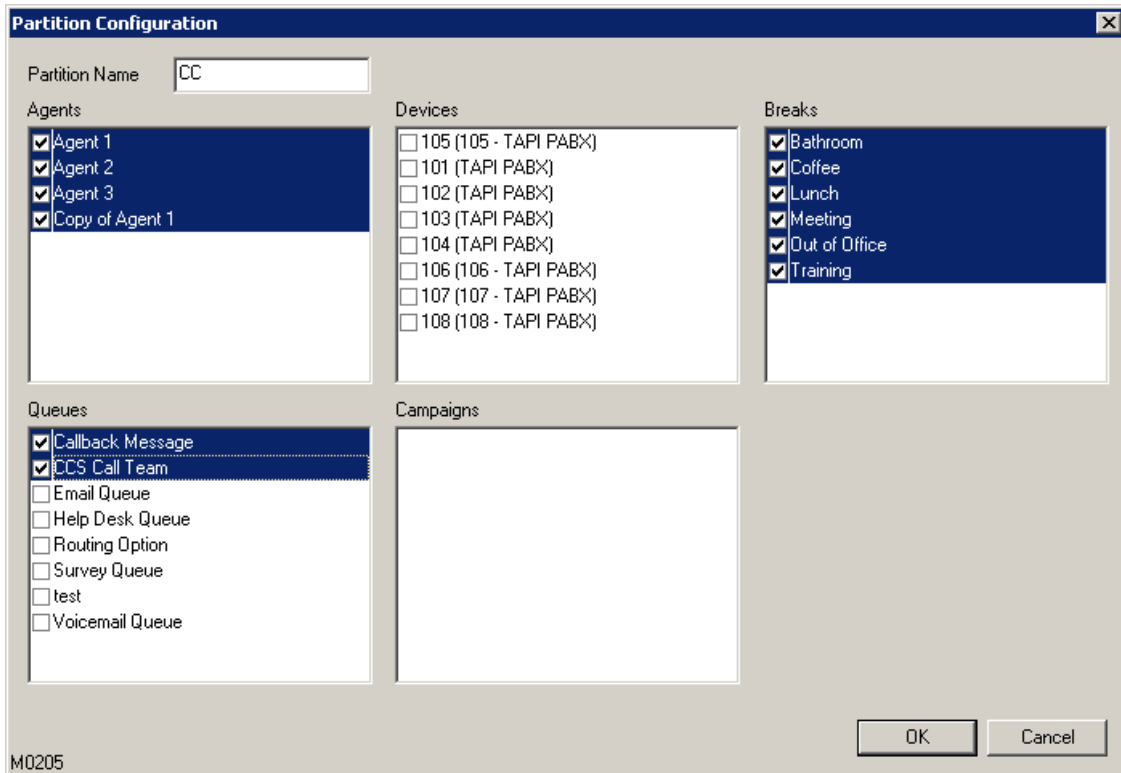 Partition Configuration
Partition Name CC
Agents
Agent 1
Agent 2
Agent 3
Copy of Agent 1
Devices
105 (105 - TAPI PABX)
101 (TAPI PABX)
102 (TAPI PABX)
103 (TAPI PABX)
104 (TAPI PABX)
106 (106 - TAPI PABX)
107 (107 - TAPI PABX)
108 (108 - TAPI PABX)
Breaks
Bathroom
Coffee
Lunch
Meeting
Out of Office
Training
Queues
Callback Message
CCS Call Team
Email Queue
Help Desk Queue
Routing Option
Survey Queue
test
Voicemail Queue
Campaigns
OK Cancel
M0205